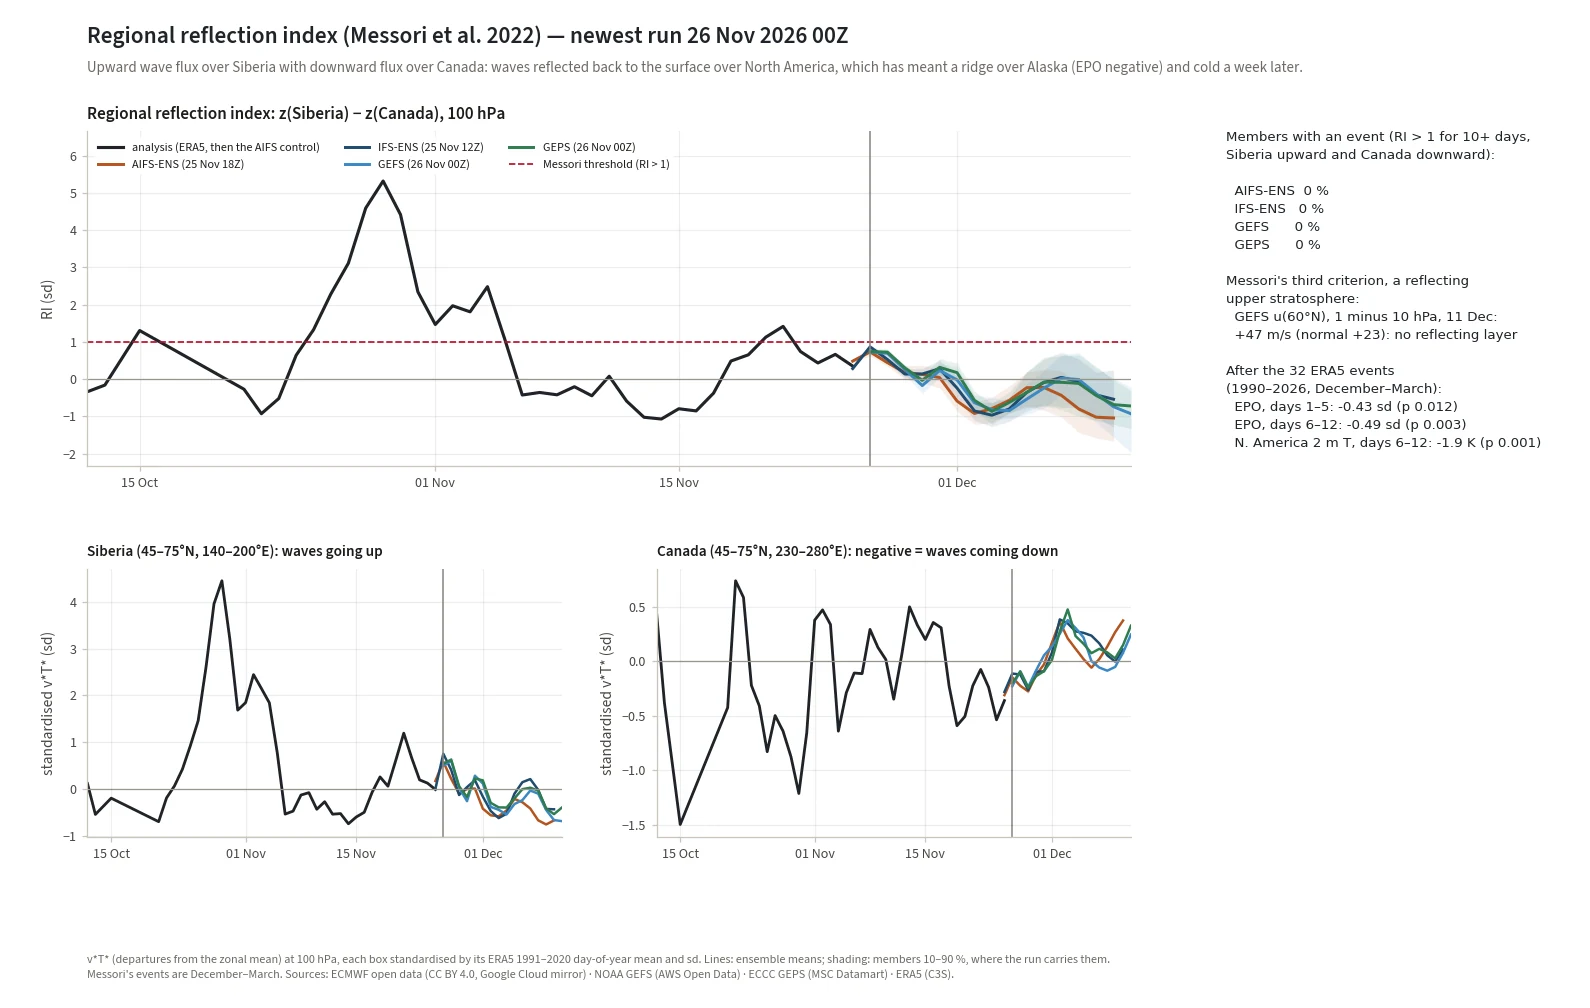 Regional reflection index (Messori et al. 2022) — newest run 26 Nov 2026 00Z
Upward wave flux over Siberia with downward flux over Canada: waves reflected back to the surface over North America, which has meant a ridge over Alaska (EPO negative) and cold a week later.
Regional reflection index: z(Siberia) − z(Canada), 100 hPa
analysis (ERA5, then the AIFS control)
AIFS-ENS (25 Nov 18Z)
IFS-ENS (25 Nov 12Z)
GEFS (26 Nov 00Z)
GEPS (26 Nov 00Z)
Messori threshold (RI > 1)
RI (sd)
6
5
4
3
2
1
0
−1
−2
15 Oct
01 Nov
15 Nov
01 Dec
Members with an event (RI > 1 for 10+ days,
Siberia upward and Canada downward):
AIFS-ENS 0 %
IFS-ENS 0 %
GEFS 0 %
GEPS 0 %
Messori's third criterion, a reflecting
upper stratosphere:
GEFS u(60°N), 1 minus 10 hPa, 11 Dec:
+47 m/s (normal +23): no reflecting layer
After the 32 ERA5 events
(1990–2026, December–March):
EPO, days 1–5: -0.43 sd (p 0.012)
EPO, days 6–12: -0.49 sd (p 0.003)
N. America 2 m T, days 6–12: -1.9 K (p 0.001)
Siberia (45–75°N, 140–200°E): waves going up
standardised v*T* (sd)
4
3
2
1
0
−1
15 Oct
01 Nov
15 Nov
01 Dec
Canada (45–75°N, 230–280°E): negative = waves coming down
standardised v*T* (sd)
0.5
0.0
−0.5
−1.0
−1.5
15 Oct
01 Nov
15 Nov
01 Dec
v*T* (departures from the zonal mean) at 100 hPa, each box standardised by its ERA5 1991–2020 day-of-year mean and sd. Lines: ensemble means; shading: members 10–90 %, where the run carries them.
Messori's events are December–March. Sources: ECMWF open data (CC BY 4.0, Google Cloud mirror) · NOAA GEFS (AWS Open Data) · ECCC GEPS (MSC Datamart) · ERA5 (C3S).